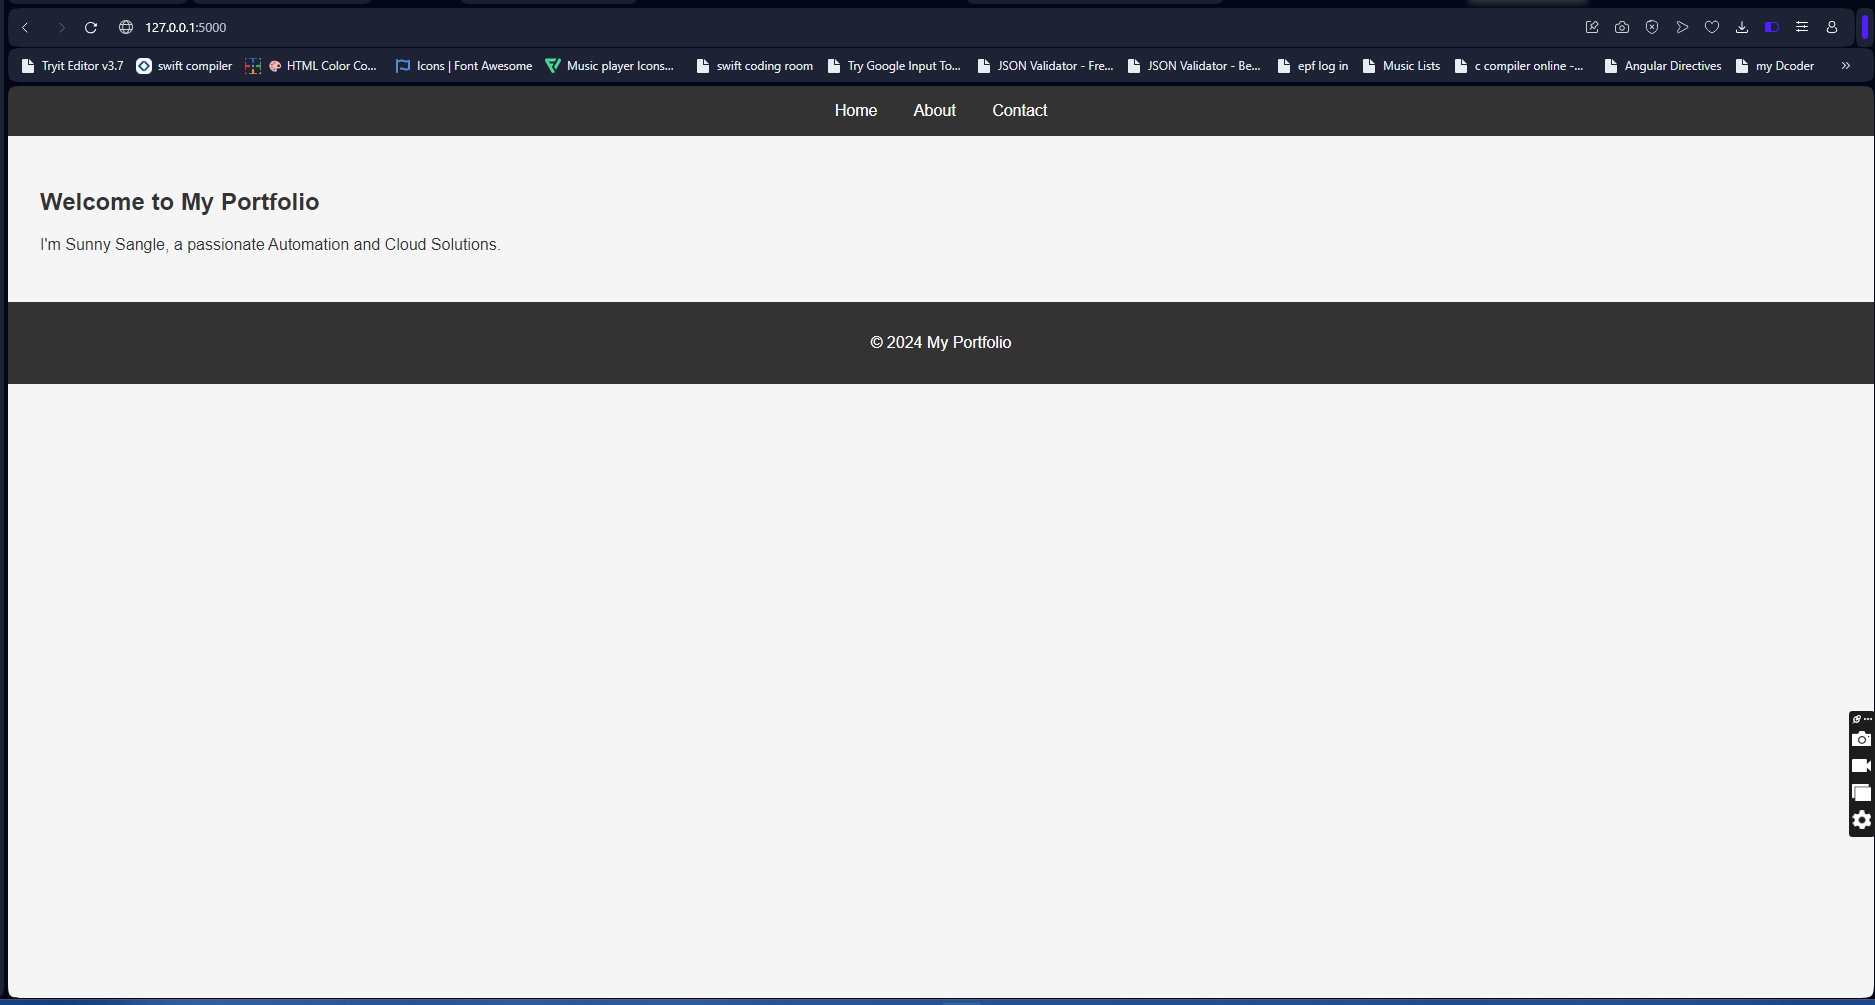 127.0.0.1:5000
Tryit Editor v3.7 swift compiler HTML Color Co... Icons | Font Awesome Music player Icons... swift coding room Try Google Input To... JSON Validator - Fre... JSON Validator - Be... epf log in Music Lists c compiler online -... Angular Directives my Dcoder »
Home About Contact
Welcome to My Portfolio
I'm Sunny Sangle, a passionate Automation and Cloud Solutions.
© 2024 My Portfolio